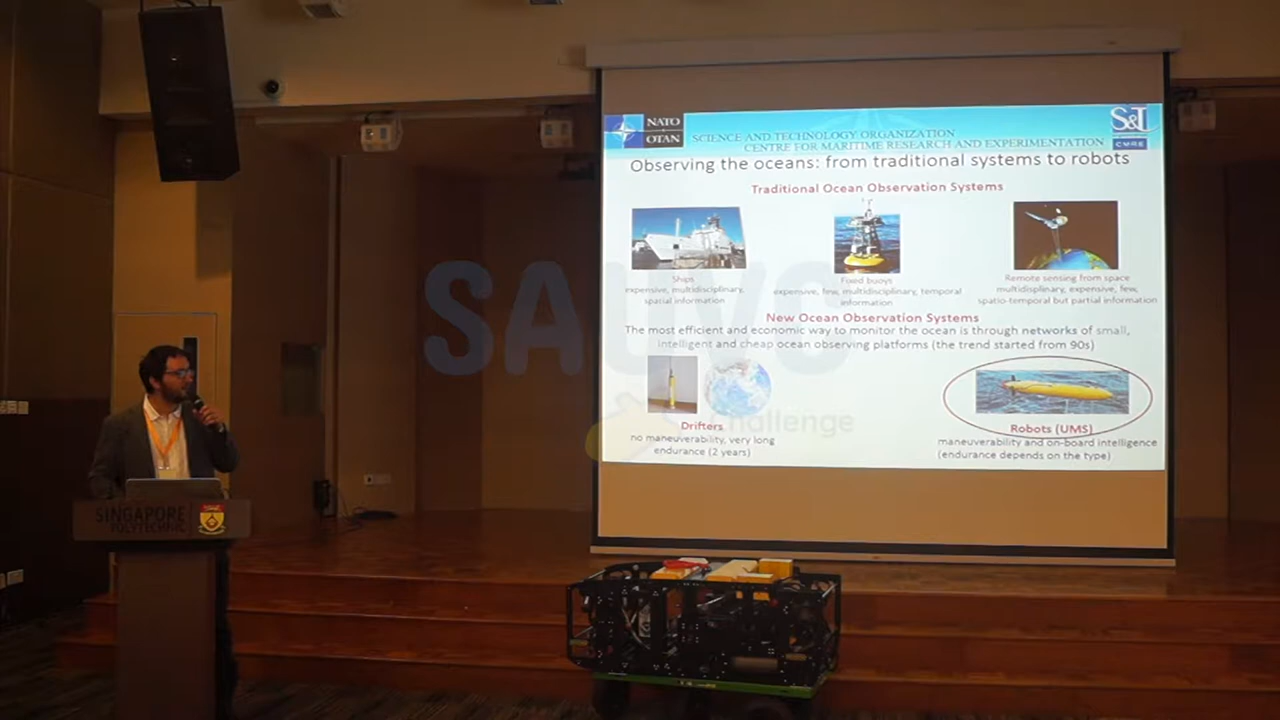 NATO
OTAN
SCIENCE AND TECHNOLOGY ORGANIZATION
CENTRE FOR MARITIME RESEARCH AND EXPERIMENTATION
S&T
CMRE
Observing the oceans: from traditional systems to robots
Traditional Ocean Observation Systems
Ships
expensive, multidisciplinary,
spacial information
Fixed buoys
expensive, few, multidisciplinary, temporal
information
Remote sensing from space
multidisplinary, expensive, few,
spatio-temporal but partial information
New Ocean Observation Systems
The most efficient and economic way to monitor the ocean is through networks of small,
intelligent and cheap ocean observing platforms (the trend started from 90s)
Drifters
no maneuverability, very long
endurance (2 years)
Robots (UMS)
maneuverability and on-board intelligence
(endurance depends on the type)
SAUVC
Challenge
SINGAPORE
POLYTECHNIC